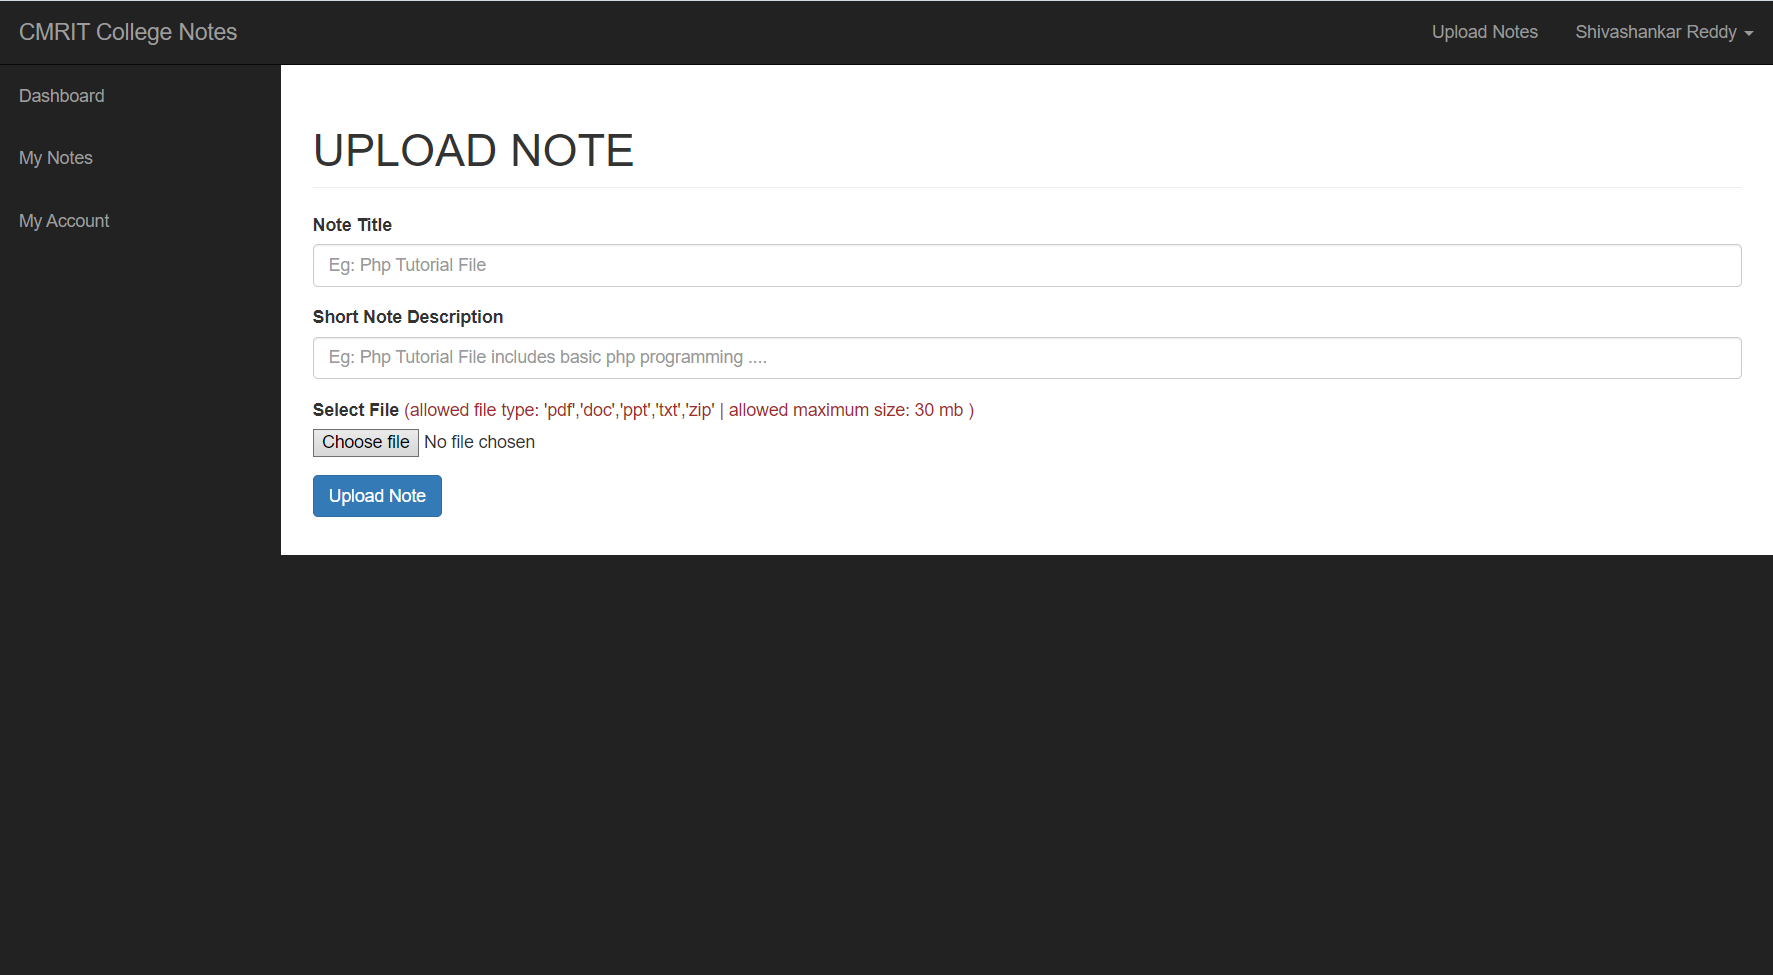 CMRIT College Notes
Upload Notes
Shivashankar Reddy
Dashboard
My Notes
My Account
UPLOAD NOTE
Note Title
Eg: Php Tutorial File
Short Note Description
Eg: Php Tutorial File includes basic php programming ....
Select File (allowed file type: 'pdf','doc','ppt','txt','zip' | allowed maximum size: 30 mb )
Choose file No file chosen
Upload Note